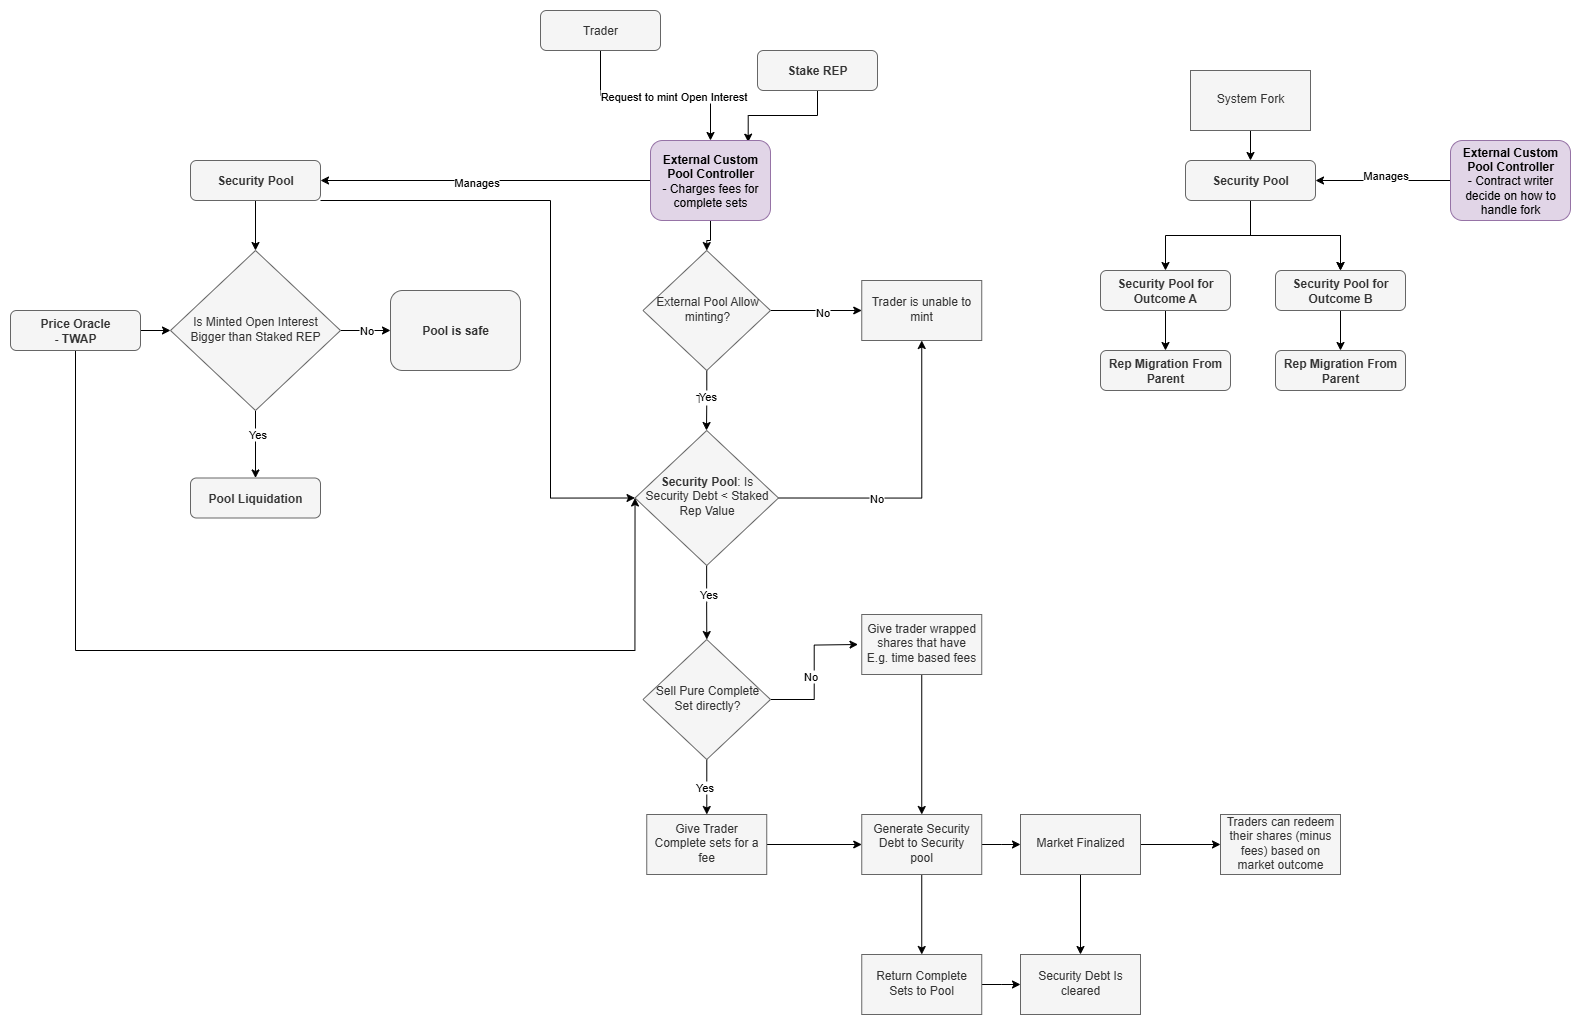 Trader
Stake REP
Request to mint Open Interest
System Fork
External Custom
Pool Controller
- Charges fees for
complete sets
Security Pool
Manages
Security Pool
Manages
External Custom
Pool Controller
- Contract writer
decide on how to
handle fork
Security Pool for
Outcome A
Security Pool for
Outcome B
Rep Migration From
Parent
Rep Migration From
Parent
Price Oracle
- TWAP
Is Minted Open Interest
Bigger than Staked REP
No
Pool is safe
Yes
Pool Liquidation
External Pool Allow
minting?
No
Trader is unable to
mint
Yes
Security Pool: Is
Security Debt < Staked
Rep Value
No
Yes
Sell Pure Complete
Set directly?
No
Give trader wrapped
shares that have
E.g. time based fees
Yes
Give Trader
Complete sets for a
fee
Generate Security
Debt to Security
pool
Market Finalized
Traders can redeem
their shares (minus
fees) based on
market outcome
Return Complete
Sets to Pool
Security Debt Is
cleared